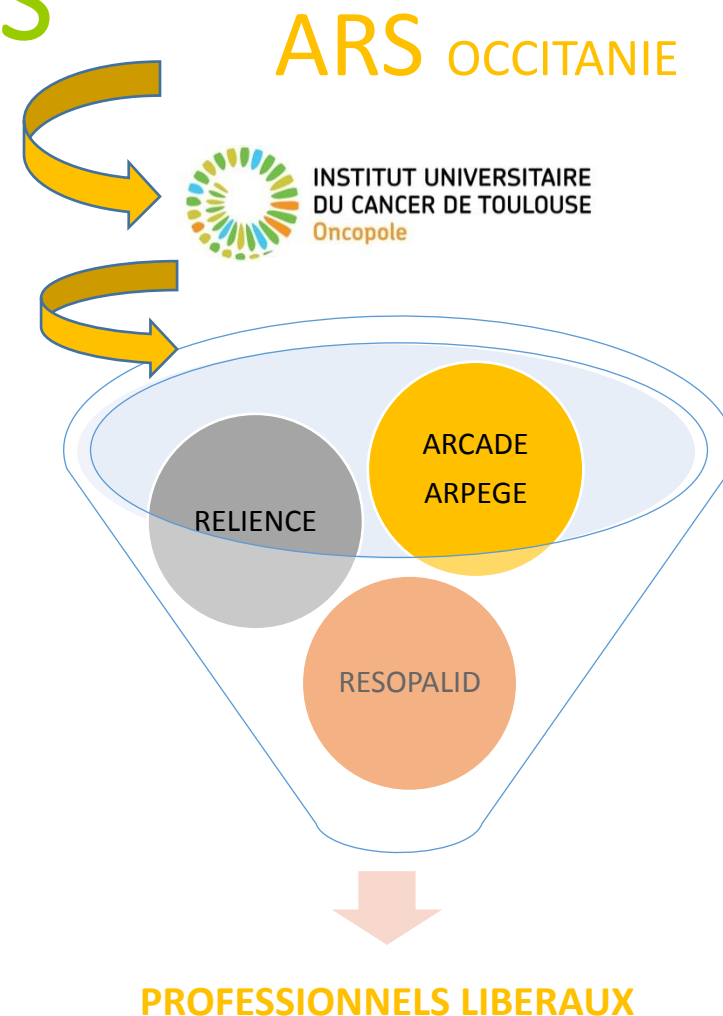 S
ARS OCCITANIE
INSTITUT UNIVERSITAIRE
DU CANCER DE TOULOUSE
Oncopole
ARCADE
ARPEGE
RELIENCE
RESOPALID
PROFESSIONNELS LIBERAUX